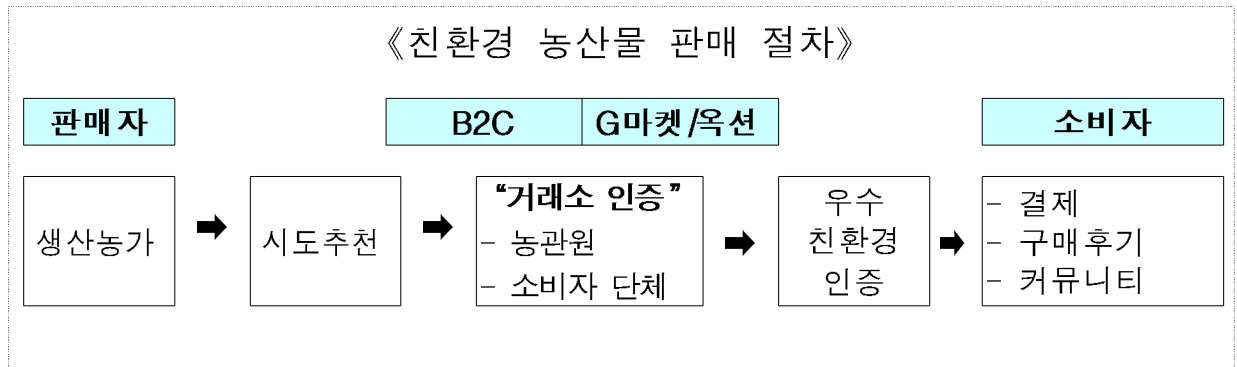 《친환경 농산물 판매 절차》
판매자
B2C
G마켓/옥션
소비자
생산농가
시도추천
“거래소 인증”
- 농관원
- 소비자 단체
우수
친환경
인증
- 결제
- 구매후기
- 커뮤니티